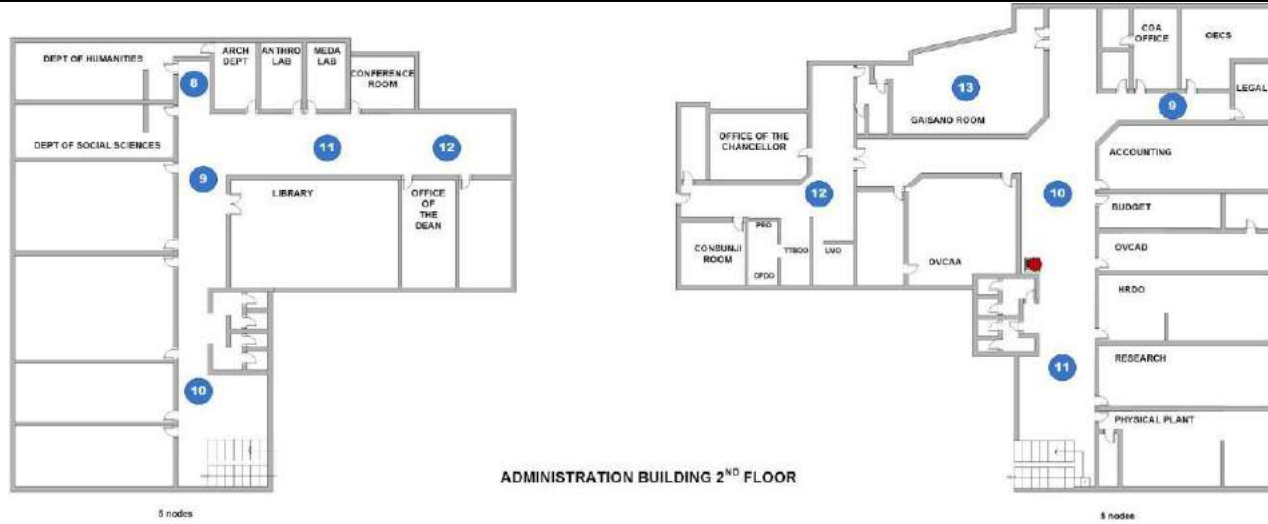 DEPT OF HUMANITIES
ARCH
DEPT
ANTHRO
LAB
MEDA
LAB
CONFERENCE
ROOM
8
DEPT OF SOCIAL SCIENCES
11
12
9
LIBRARY
OFFICE
OF
THE
DEAN
10
5 nodes
ADMINISTRATION BUILDING 2ND FLOOR
COA
OFFICE
OECS
LEGAL
13
GAISANO ROOM
9
OFFICE OF THE
CHANCELLOR
ACCOUNTING
12
10
BUDGET
CONSUNJI
ROOM
PRO
TTBDO
LMO
CPDO
OVCAA
OVCAD
HRDO
11
RESEARCH
PHYSICAL PLANT
5 nodes